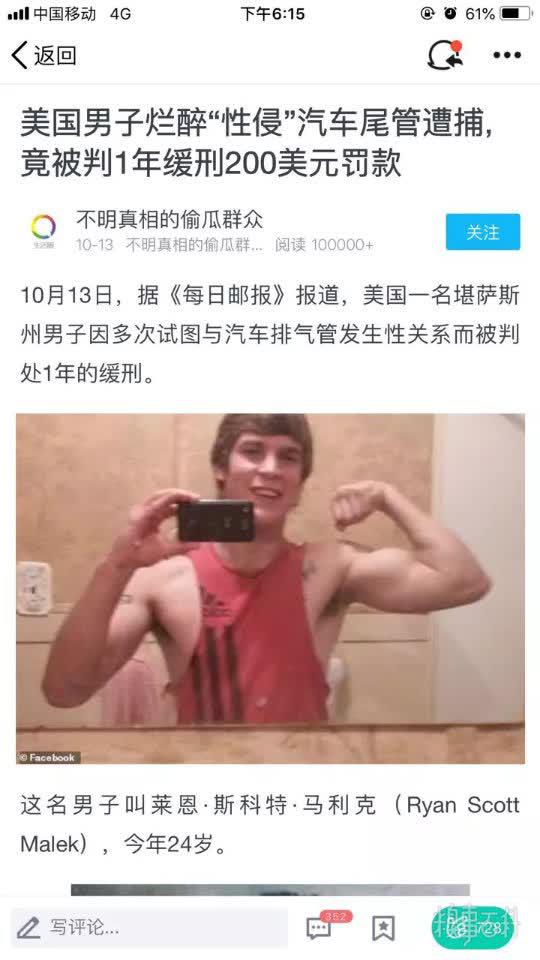 中国移动 4G 下午6:15 61%
返回
美国男子烂醉“性侵”汽车尾管遭捕,
竟被判1年缓刑200美元罚款
不明真相的偷瓜群众
生活圈
10-13 不明真相的偷瓜群... 阅读 100000+
关注
10月13日，据《每日邮报》报道，美国一名堪萨斯
州男子因多次试图与汽车排气管发生性关系而被判
处1年的缓刑。
adidas
© Facebook
这名男子叫莱恩·斯科特·马利克（Ryan Scott
Malek），今年24岁。
写评论...
352
728